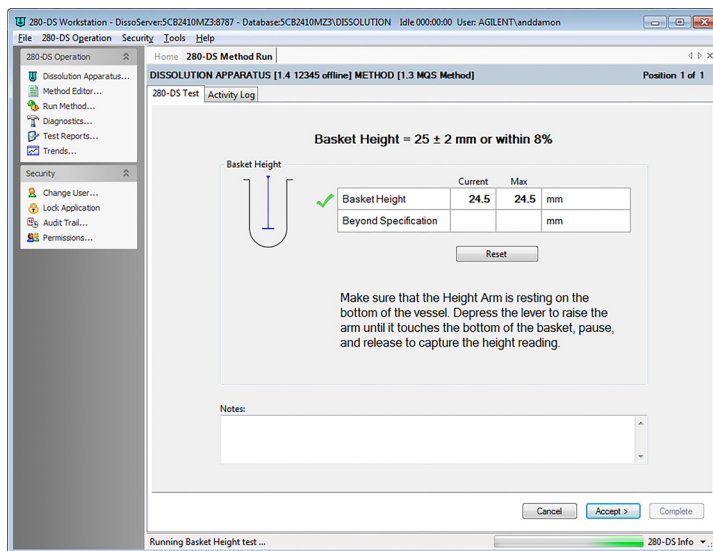 280-DS Workstation - DissoServer:5CB2410MZ3:8787 - Database:5CB2410MZ3\DISSOLUTION Idle 000:00:00 User: AGILENT\anddamon
File 280-DS Operation Security Tools Help
280-DS Operation
Dissolution Apparatus...
Method Editor...
Run Method...
Diagnostics...
Test Reports...
Trends...
Security
Change User...
Lock Application
Audit Trail...
Permissions...
Home 280-DS Method Run
DISSOLUTION APPARATUS [1.4 12345 offline] METHOD [1.3 MQS Method] Position 1 of 1
280-DS Test Activity Log
Basket Height = 25 ± 2 mm or within 8%
Basket Height
Current Max
Basket Height 24.5 24.5 mm
Beyond Specification mm
Reset
Make sure that the Height Arm is resting on the
bottom of the vessel. Depress the lever to raise the
arm until it touches the bottom of the basket, pause,
and release to capture the height reading.
Notes:
Cancel Accept > Complete
Running Basket Height test ... 280-DS Info